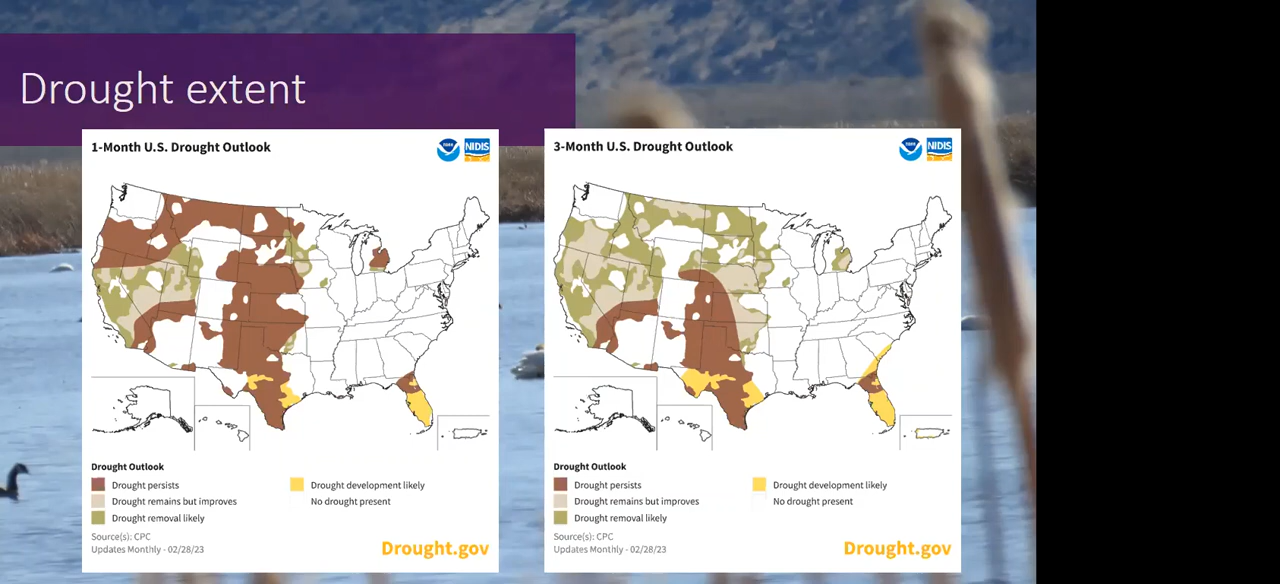 Drought extent
1-Month U.S. Drought Outlook
NIDIS
Drought Outlook
Drought persists
Drought development likely
Drought remains but improves
No drought present
Drought removal likely
Source(s): CPC
Updates Monthly - 02/28/23
Drought.gov
3-Month U.S. Drought Outlook
NIDIS
Drought Outlook
Drought persists
Drought development likely
Drought remains but improves
No drought present
Drought removal likely
Source(s): CPC
Updates Monthly - 02/28/23
Drought.gov